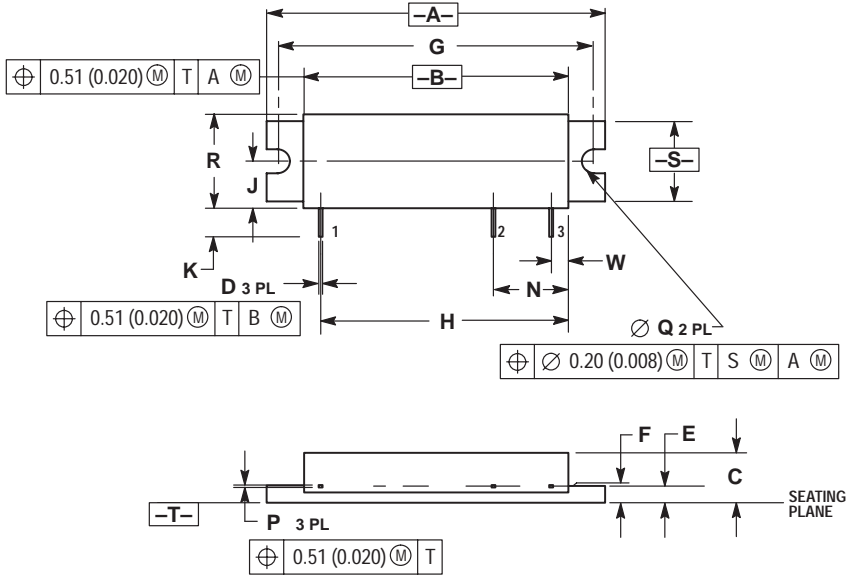 –A–
G
⌖ 0.51 (0.020) Ⓜ T A Ⓜ
–B–
R
J
–S–
1
2
3
K
W
D 3 PL
N
⌖ 0.51 (0.020) Ⓜ T B Ⓜ
H
∅ Q 2 PL
⌖ ∅ 0.20 (0.008) Ⓜ T S Ⓜ A Ⓜ
F
E
C
–T–
SEATING
PLANE
P 3 PL
⌖ 0.51 (0.020) Ⓜ T